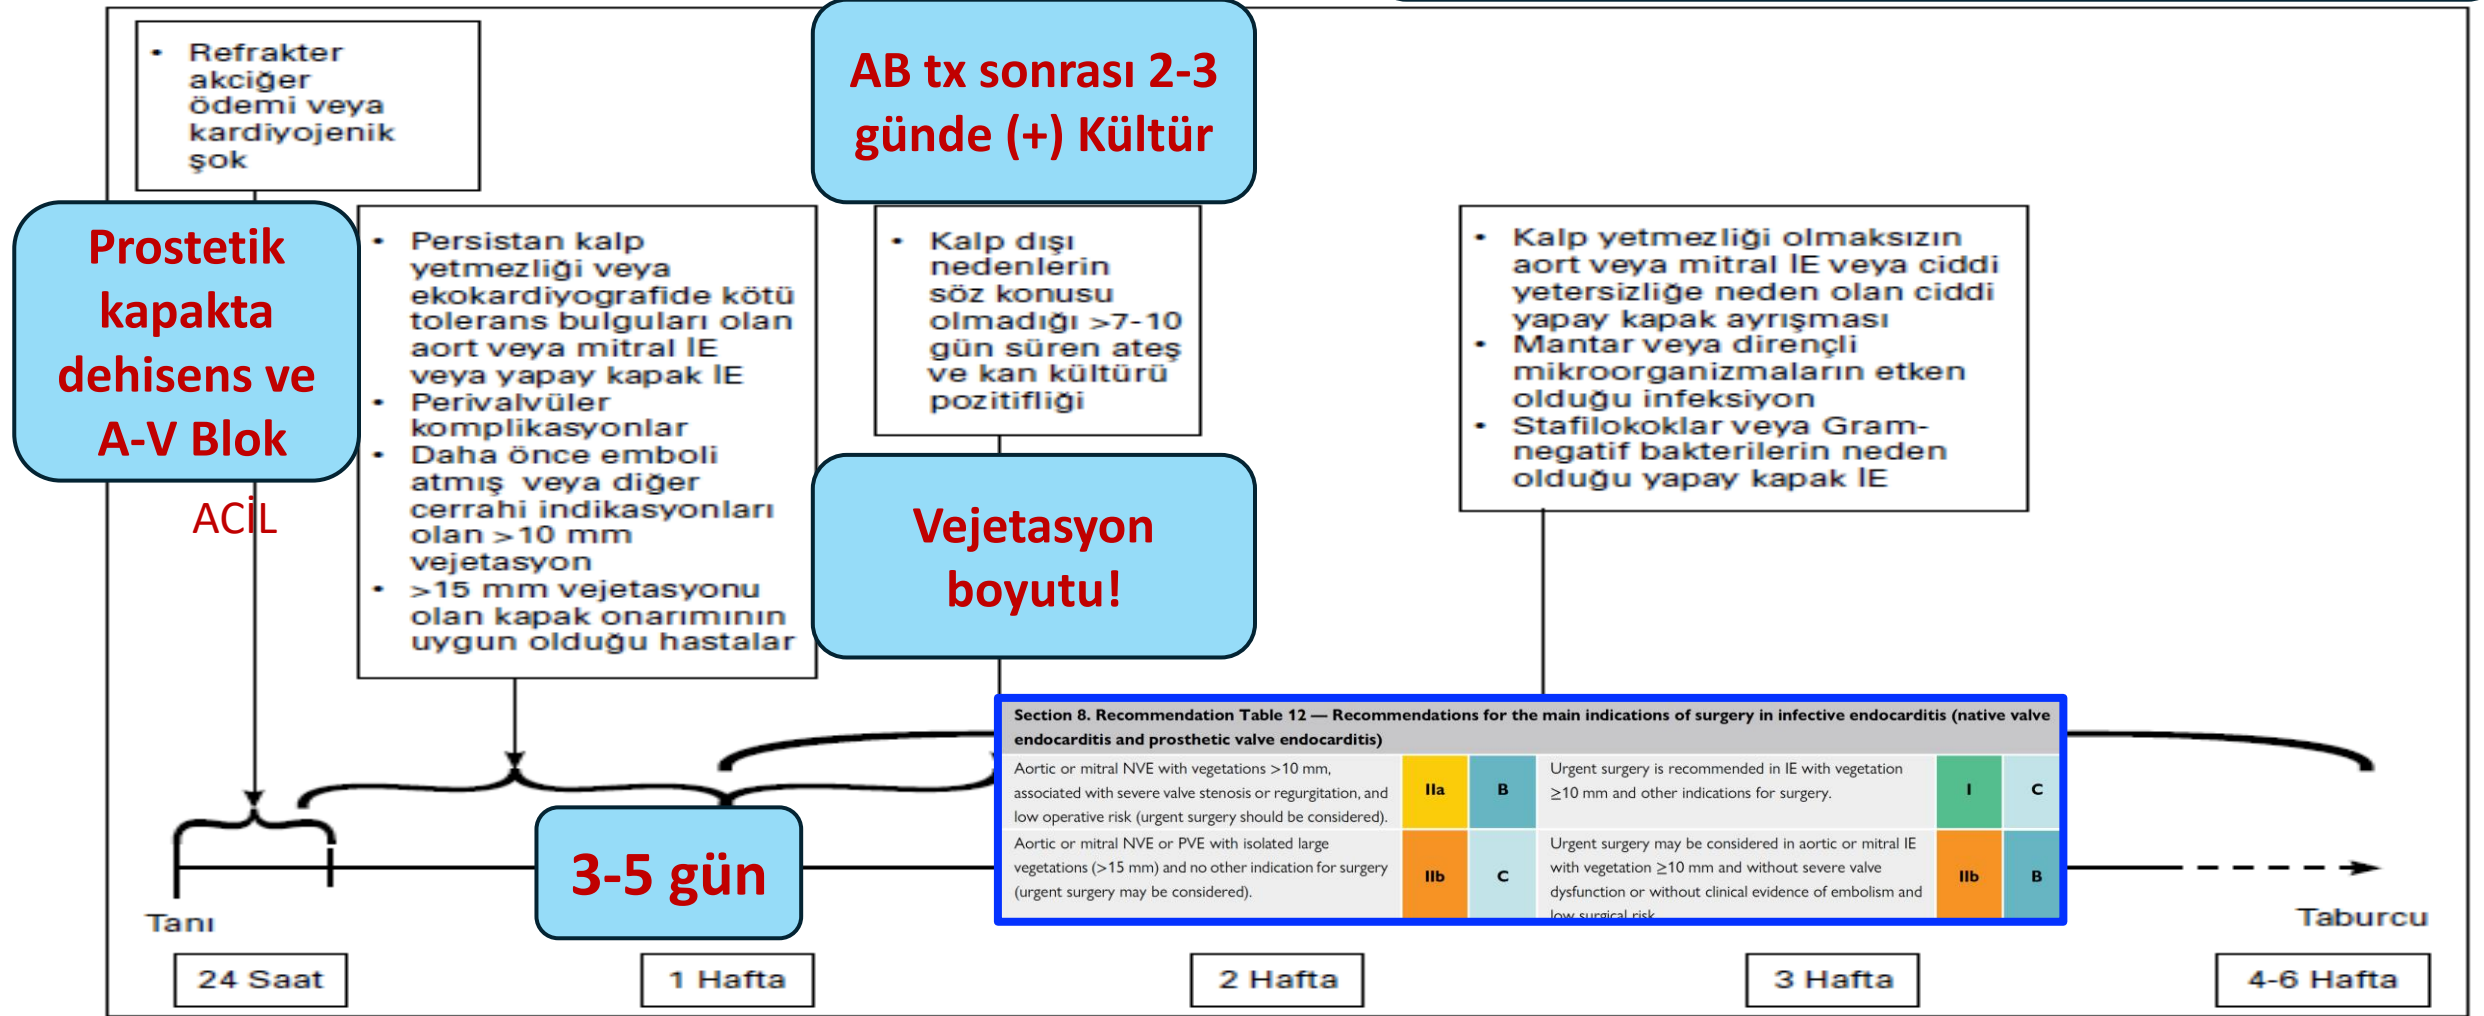 • Refrakter
akciğer
ödemi veya
kardiyojenik
şok
AB tx sonrası 2-3
günde (+) Kültür
Prostetik
kapakta
dehisens ve
A-V Blok
ACİL
• Persistan kalp
yetmezliği veya
ekokardiyografide kötü
tolerans bulguları olan
aort veya mitral İE
veya yapay kapak İE
• Perivalvüler
komplikasyonlar
• Daha önce emboli
atmış veya diğer
cerrahi indikasyonları
olan >10 mm
vejetasyon
• >15 mm vejetasyonu
olan kapak onarımının
uygun olduğu hastalar
• Kalp dışı
nedenlerin
söz konusu
olmadığı >7-10
gün süren ateş
ve kan kültürü
pozitifliği
Vejetasyon
boyutu!
• Kalp yetmezliği olmaksızın
aort veya mitral İE veya ciddi
yetersizliğe neden olan ciddi
yapay kapak ayrışması
• Mantar veya dirençli
mikroorganizmaların etken
olduğu infeksiyon
• Stafilokoklar veya Gram-
negatif bakterilerin neden
olduğu yapay kapak İE
Section 8. Recommendation Table 12 — Recommendations for the main indications of surgery in infective endocarditis (native valve
endocarditis and prosthetic valve endocarditis)
Aortic or mitral NVE with vegetations >10 mm,
associated with severe valve stenosis or regurgitation, and
low operative risk (urgent surgery should be considered).
IIa B
Urgent surgery is recommended in IE with vegetation
≥10 mm and other indications for surgery.
I C
Aortic or mitral NVE or PVE with isolated large
vegetations (>15 mm) and no other indication for surgery
(urgent surgery may be considered).
IIb C
Urgent surgery may be considered in aortic or mitral IE
with vegetation ≥10 mm and without severe valve
dysfunction or without clinical evidence of embolism and
low surgical risk
IIb B
3-5 gün
Tanı
Taburcu
24 Saat
1 Hafta
2 Hafta
3 Hafta
4-6 Hafta